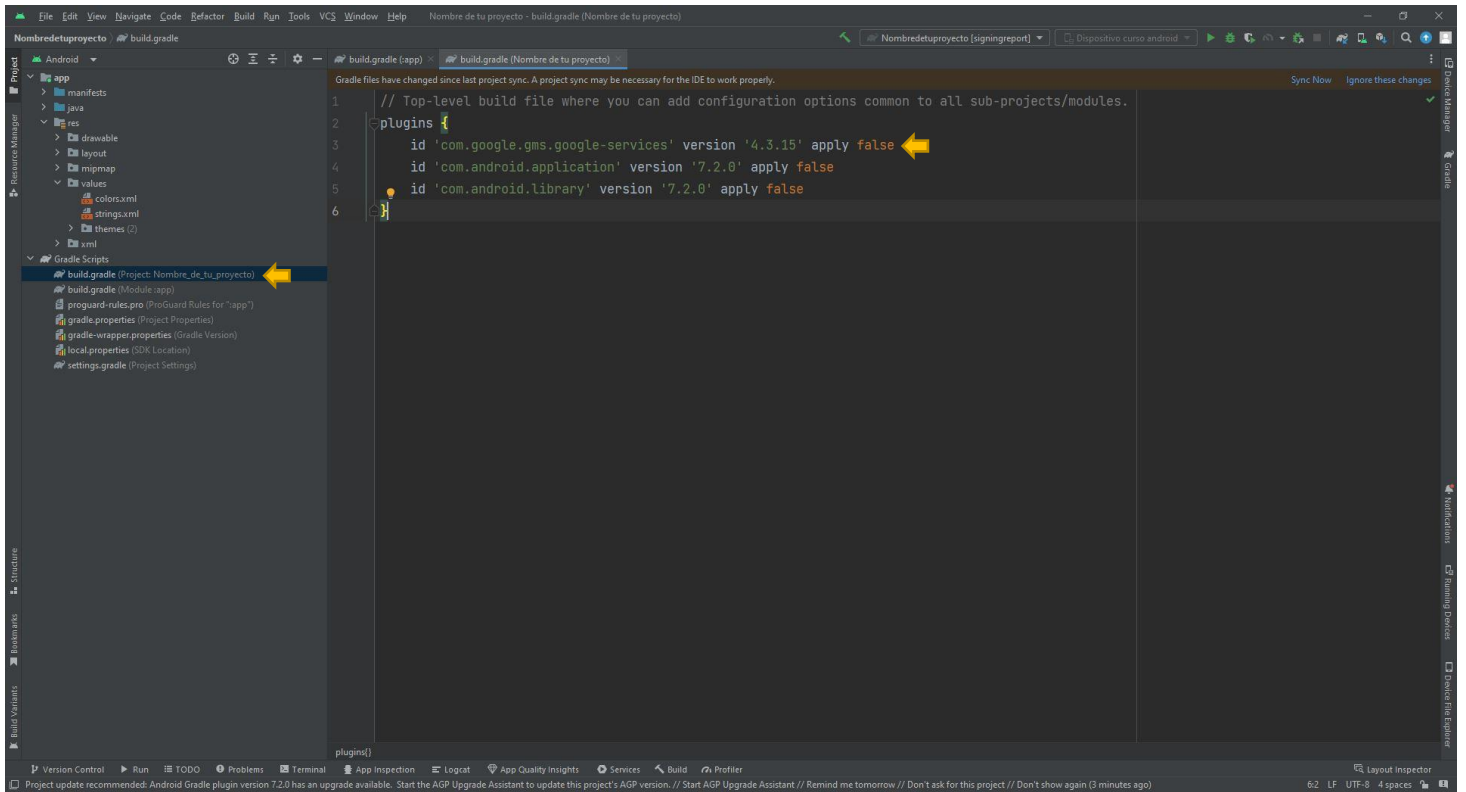 File Edit View Navigate Code Refactor Build Run Tools VCS Window Help Nombre de tu proyecto - build.gradle (Nombre de tu proyecto)
Nombredetuproyecto build.gradle
Nombredetuproyecto [signingreport]
Dispositivo curso android
Android
build.gradle (:app)
build.gradle (Nombre de tu proyecto)
Project
Resource Manager
app
manifests
java
res
drawable
layout
mipmap
values
colors.xml
strings.xml
themes (2)
xml
Gradle Scripts
build.gradle (Project: Nombre_de_tu_proyecto)
build.gradle (Module :app)
proguard-rules.pro (ProGuard Rules for ":app")
gradle.properties (Project Properties)
gradle-wrapper.properties (Gradle Version)
local.properties (SDK Location)
settings.gradle (Project Settings)
Structure
Bookmarks
Build Variants
Gradle files have changed since last project sync. A project sync may be necessary for the IDE to work properly.
Sync Now Ignore these changes
1 // Top-level build file where you can add configuration options common to all sub-projects/modules.
2 plugins {
3 id 'com.google.gms.google-services' version '4.3.15' apply false
4 id 'com.android.application' version '7.2.0' apply false
5 id 'com.android.library' version '7.2.0' apply false
6 }
plugins{}
Device Manager
Gradle
Notifications
Running Devices
Device File Explorer
Version Control Run TODO Problems Terminal App Inspection Logcat App Quality Insights Services Build Profiler
Layout Inspector
Project update recommended: Android Gradle plugin version 7.2.0 has an upgrade available. Start the AGP Upgrade Assistant to update this project's AGP version. // Start AGP Upgrade Assistant // Remind me tomorrow // Don't ask for this project // Don't show again (3 minutes ago)
6:2 LF UTF-8 4 spaces